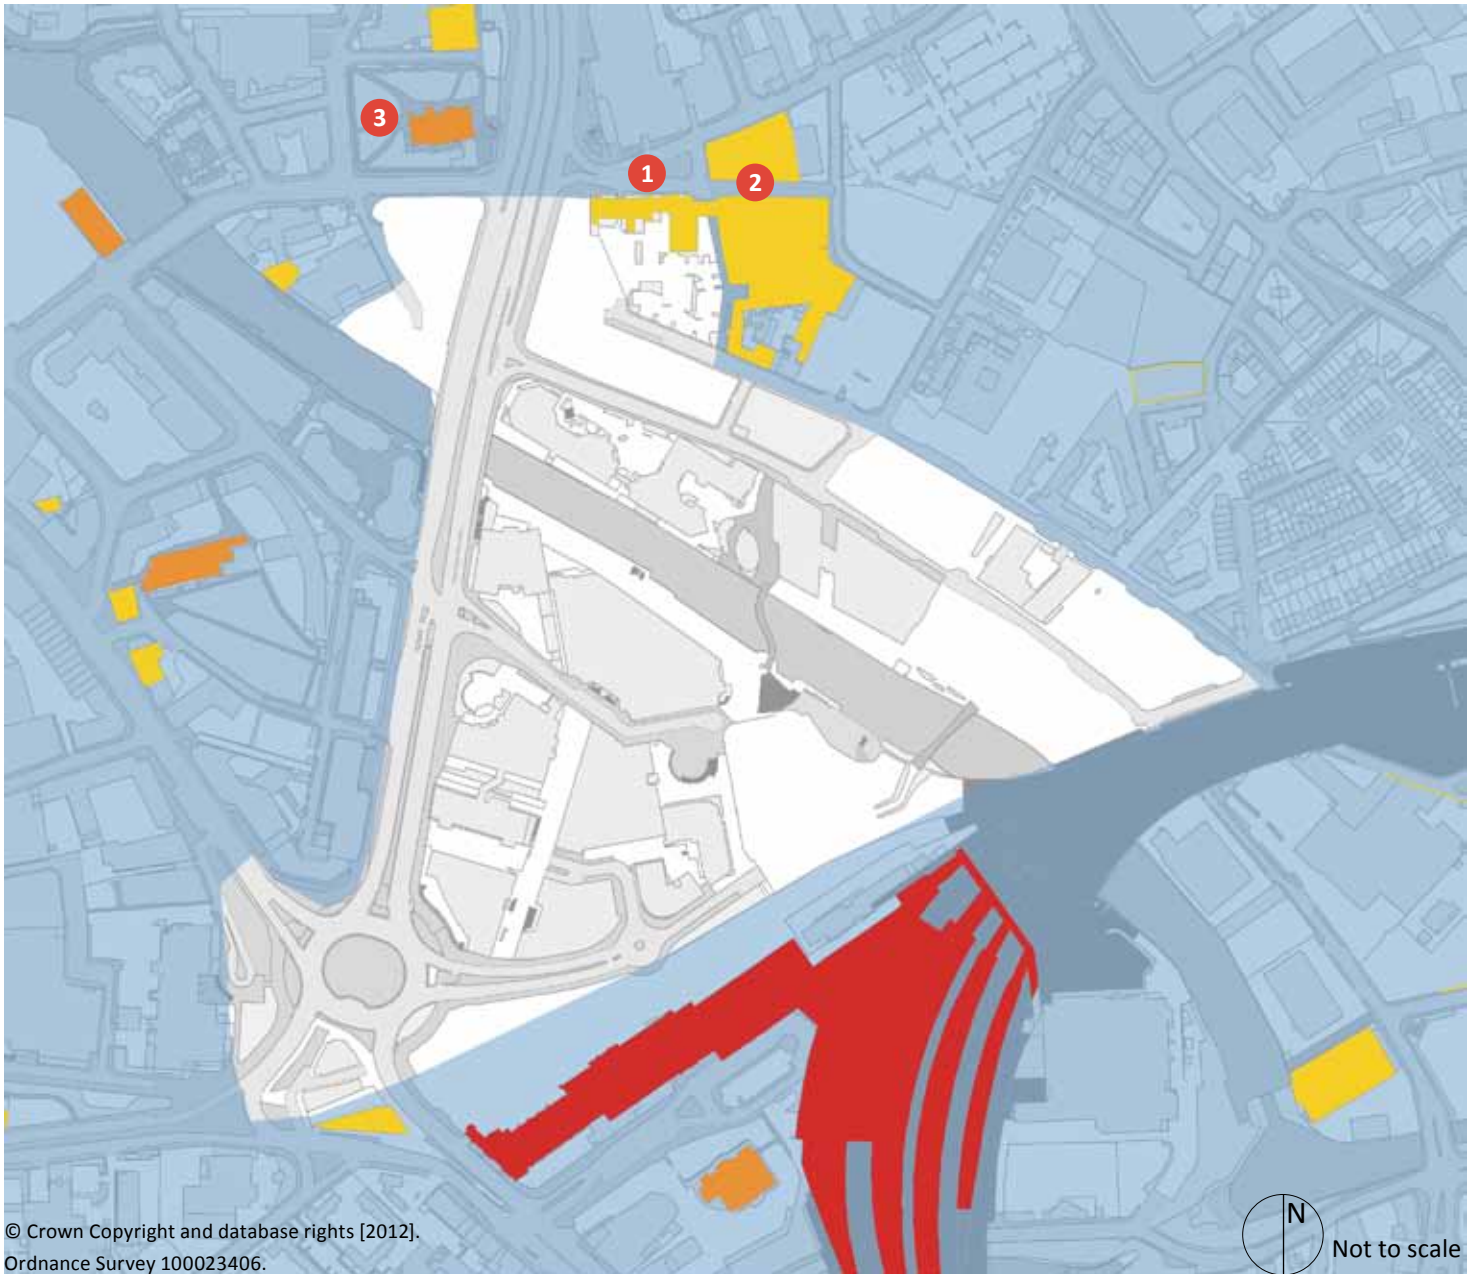 3
1
2
© Crown Copyright and database rights [2012].
Ordnance Survey 100023406.
N
Not to scale